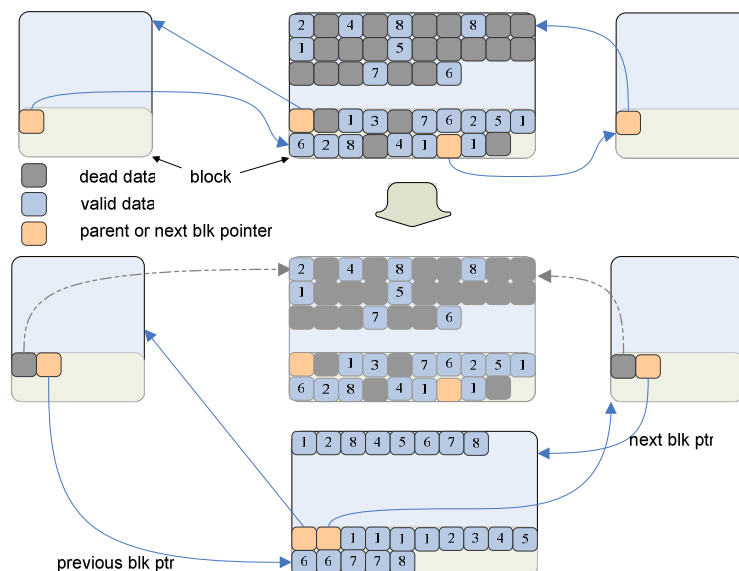 2 4 8 8
1 5
7 6
1 3 7 6 2 5 1
6 2 8 4 1 1
dead data
block
valid data
parent or next blk pointer
2 4 8 8
1 5
7 6
1 3 7 6 2 5 1
6 2 8 4 1 1
1 2 8 4 5 6 7 8
next blk ptr
1 1 1 1 2 3 4 5
previous blk ptr
6 6 7 7 8